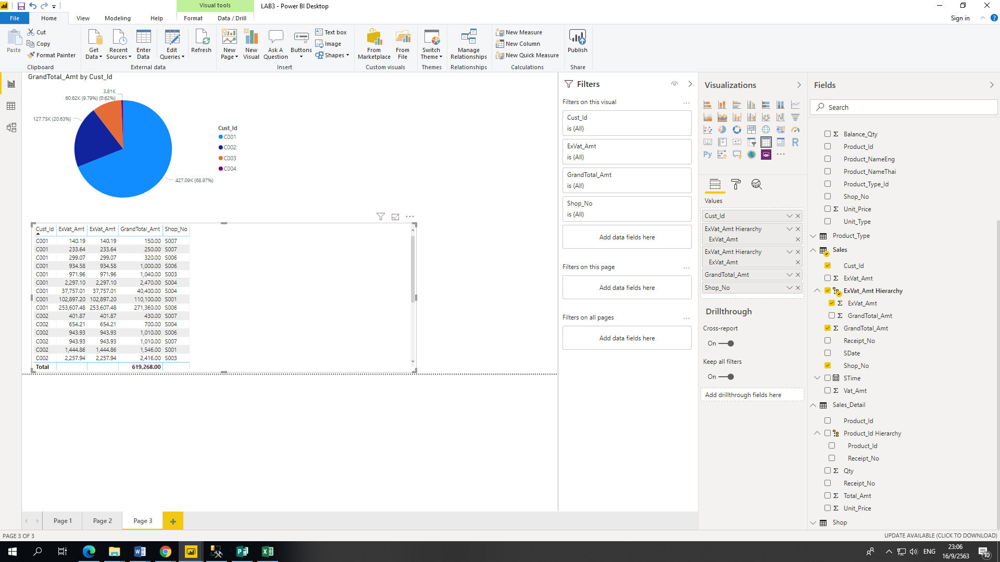 Visual tools
LAB3 - Power BI Desktop
File
Home
View
Modeling
Help
Format
Data / Drill
Sign in
Paste
Cut
Copy
Format Painter
Clipboard
Get Data
Recent Sources
Enter Data
Edit Queries
Refresh
External data
New Page
New Visual
Ask A Question
Buttons
Text box
Image
Shapes
Insert
From Marketplace
From File
Custom visuals
Switch Theme
Themes
Manage Relationships
Relationships
New Measure
New Column
New Quick Measure
Calculations
Publish
Share
GrandTotal_Amt by Cust_Id
3.81K
60.62K (9.79%) (0.62%)
127.75K (20.63%)
427.09K (68.97%)
Cust_Id
C001
C002
C003
C004
Cust_Id ExVat_Amt ExVat_Amt GrandTotal_Amt Shop_No
C001 140.19 140.19 150.00 S007
C001 233.64 233.64 250.00 S007
C001 299.07 299.07 320.00 S006
C001 934.58 934.58 1,000.00 S006
C001 971.96 971.96 1,040.00 S003
C001 2,297.10 2,297.10 2,470.00 S004
C001 37,757.01 37,757.01 40,400.00 S004
C001 102,897.20 102,897.20 110,100.00 S001
C001 253,607.48 253,607.48 271,360.00 S006
C002 401.87 401.87 430.00 S007
C002 654.21 654.21 700.00 S004
C002 943.93 943.93 1,010.00 S006
C002 943.93 943.93 1,010.00 S007
C002 1,444.86 1,444.86 1,546.00 S001
C002 2,257.94 2,257.94 2,416.00 S003
Total 619,268.00
Filters
Filters on this visual
Cust_Id
is (All)
ExVat_Amt
is (All)
GrandTotal_Amt
is (All)
Shop_No
is (All)
Add data fields here
Filters on this page
Add data fields here
Filters on all pages
Add data fields here
Visualizations
R
Py
Values
Cust_Id
ExVat_Amt Hierarchy
ExVat_Amt
ExVat_Amt Hierarchy
ExVat_Amt
GrandTotal_Amt
Shop_No
Drillthrough
Cross-report
On
Keep all filters
On
Add drillthrough fields here
Fields
Search
Balance_Qty
Product_Id
Product_NameEng
Product_NameThai
Product_Type_Id
Shop_No
Unit_Price
Unit_Type
Product_Type
Sales
Cust_Id
ExVat_Amt
ExVat_Amt Hierarchy
ExVat_Amt
GrandTotal_Amt
GrandTotal_Amt
Receipt_No
SDate
Shop_No
STime
Vat_Amt
Sales_Detail
Product_Id
Product_Id Hierarchy
Product_Id
Receipt_No
Qty
Receipt_No
Total_Amt
Unit_Price
Shop
Page 1
Page 2
Page 3
PAGE 3 OF 3
UPDATE AVAILABLE (CLICK TO DOWNLOAD)
ENG
23:06
16/9/2563
10